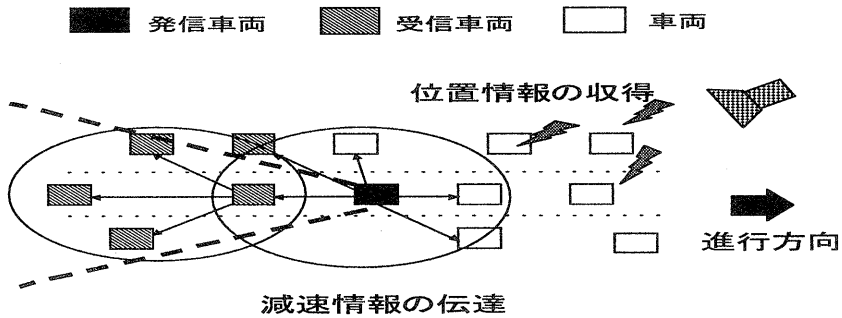 発信車両
受信車両
車両
位置情報の収得
進行方向
減速情報の伝達